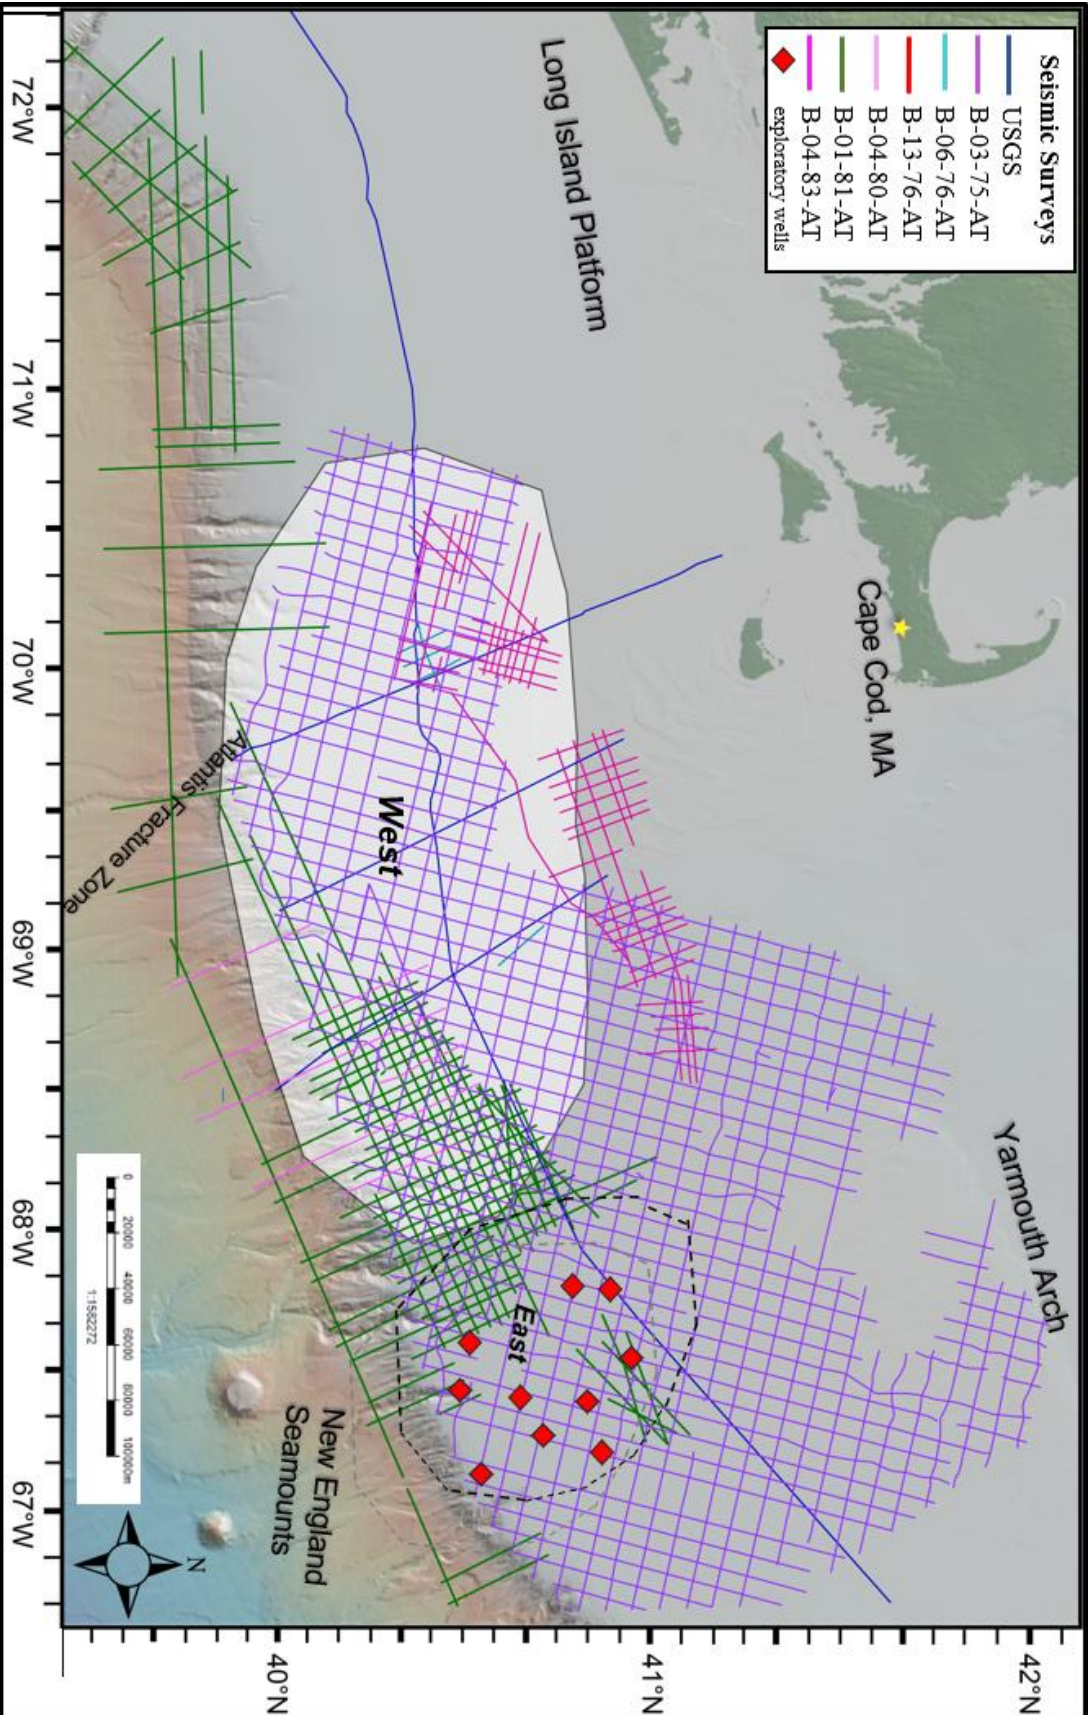 Seismic Surveys
USGS
B-03-75-AT
B-06-76-AT
B-13-76-AT
B-04-80-AT
B-01-81-AT
B-04-83-AT
exploratory wells
Cape Cod, MA
Long Island Platform
Yarmouth Arch
West
East
Atlantis Fracture Zone
New England
Seamounts
0 20000 40000 60000 80000 100000m
1:1582272
N
42°N
41°N
40°N
72°W 71°W 70°W 69°W 68°W 67°W